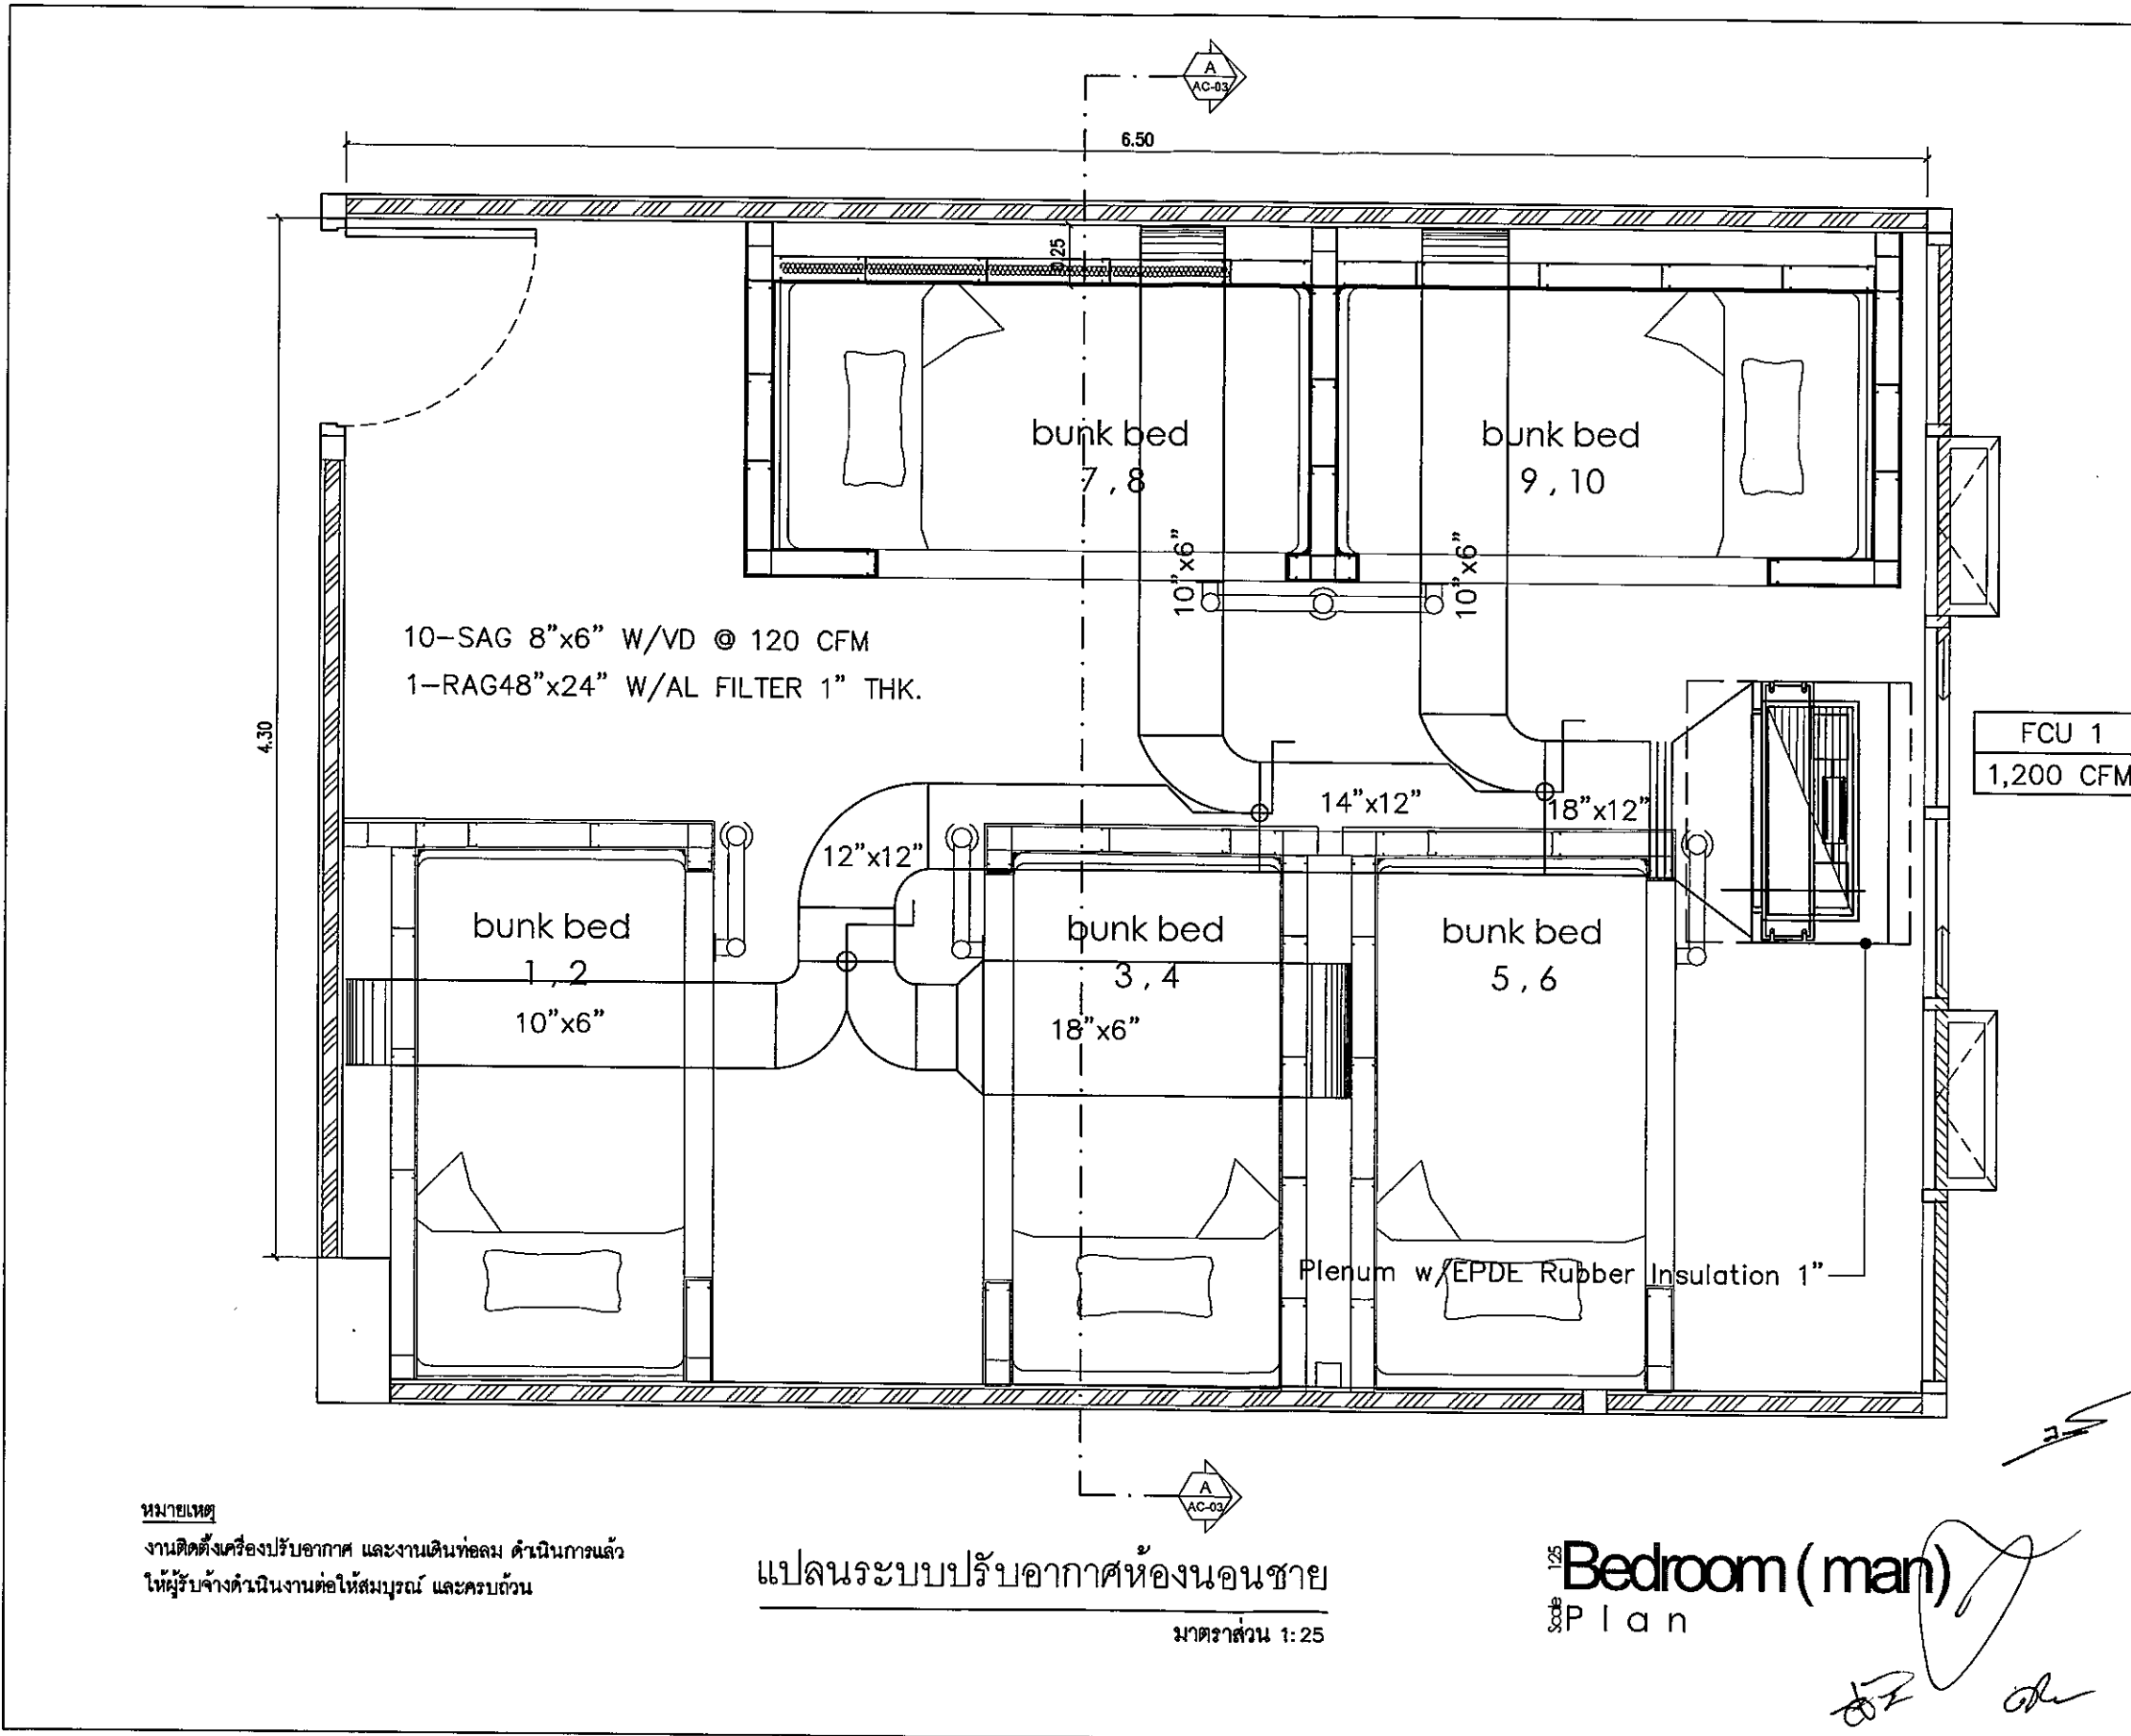 A
AC-03
6.50
0.25
bunk bed
7 , 8
bunk bed
9 , 10
10"x6"
10"x6"
10-SAG 8"x6" W/VD @ 120 CFM
1-RAG48"x24" W/AL FILTER 1" THK.
4.30
FCU 1
1,200 CFM
14"x12"
18"x12"
12"x12"
bunk bed
1 , 2
10"x6"
bunk bed
3 , 4
18"x6"
bunk bed
5 , 6
Plenum w/EPDE Rubber Insulation 1"
A
AC-03
หมายเหตุ
งานติดตั้งเครื่องปรับอากาศ และงานเดินท่อลม ดำเนินการแล้ว
ให้ผู้รับจ้างดำเนินงานต่อให้สมบูรณ์ และครบถ้วน
แปลนระบบปรับอากาศห้องนอนชาย
มาตราส่วน 1:25
Bedroom (man)
Plan
Scale 1:25